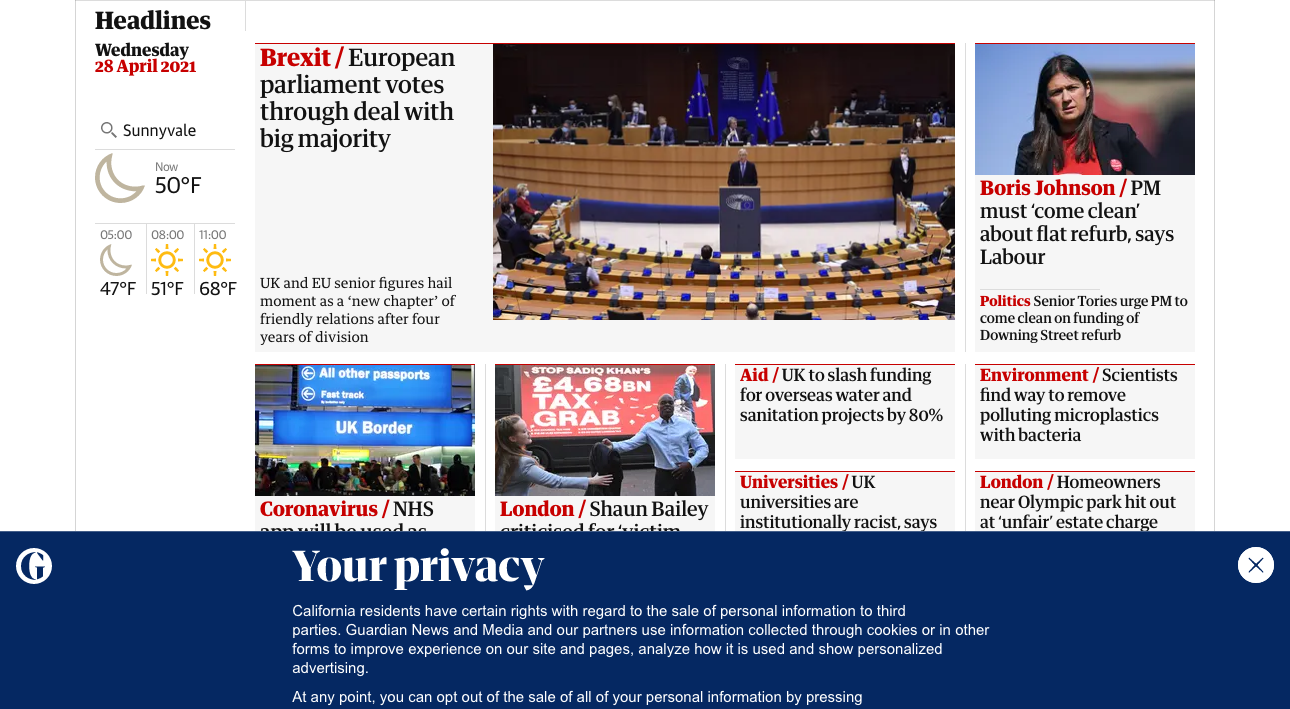 Headlines
Wednesday
28 April 2021
Sunnyvale
Now
50°F
05:00
08:00
11:00
47°F
51°F
68°F
Brexit / European
parliament votes
through deal with
big majority
UK and EU senior figures hail
moment as a ‘new chapter’ of
friendly relations after four
years of division
Boris Johnson / PM
must ‘come clean’
about flat refurb, says
Labour
Politics Senior Tories urge PM to
come clean on funding of
Downing Street refurb
All other passports
Fast track
UK Border
Coronavirus / NHS
app will be used as
STOP SADIQ KHAN'S
£4.68BN
TAX
GRAB
London / Shaun Bailey
criticised for ‘victim
Aid / UK to slash funding
for overseas water and
sanitation projects by 80%
Universities / UK
universities are
institutionally racist, says
Environment / Scientists
find way to remove
polluting microplastics
with bacteria
London / Homeowners
near Olympic park hit out
at ‘unfair’ estate charge
G
Your privacy
California residents have certain rights with regard to the sale of personal information to third
parties. Guardian News and Media and our partners use information collected through cookies or in other
forms to improve experience on our site and pages, analyze how it is used and show personalized
advertising.
At any point, you can opt out of the sale of all of your personal information by pressing